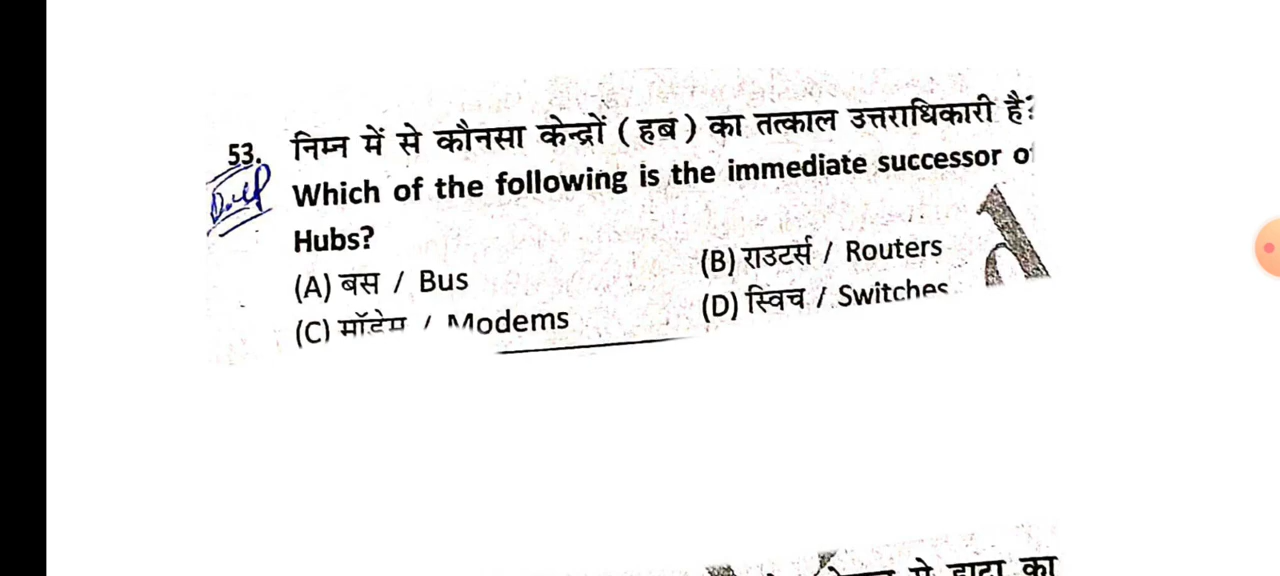 53. निम्न में से कौनसा केन्द्रों ( हब ) का तत्काल उत्तराधिकारी है?
Which of the following is the immediate successor of
Hubs?
(A) बस / Bus
(B) राउटर्स / Routers
(C) मॉडेम / Modems
(D) स्विच / Switches
डाटा का